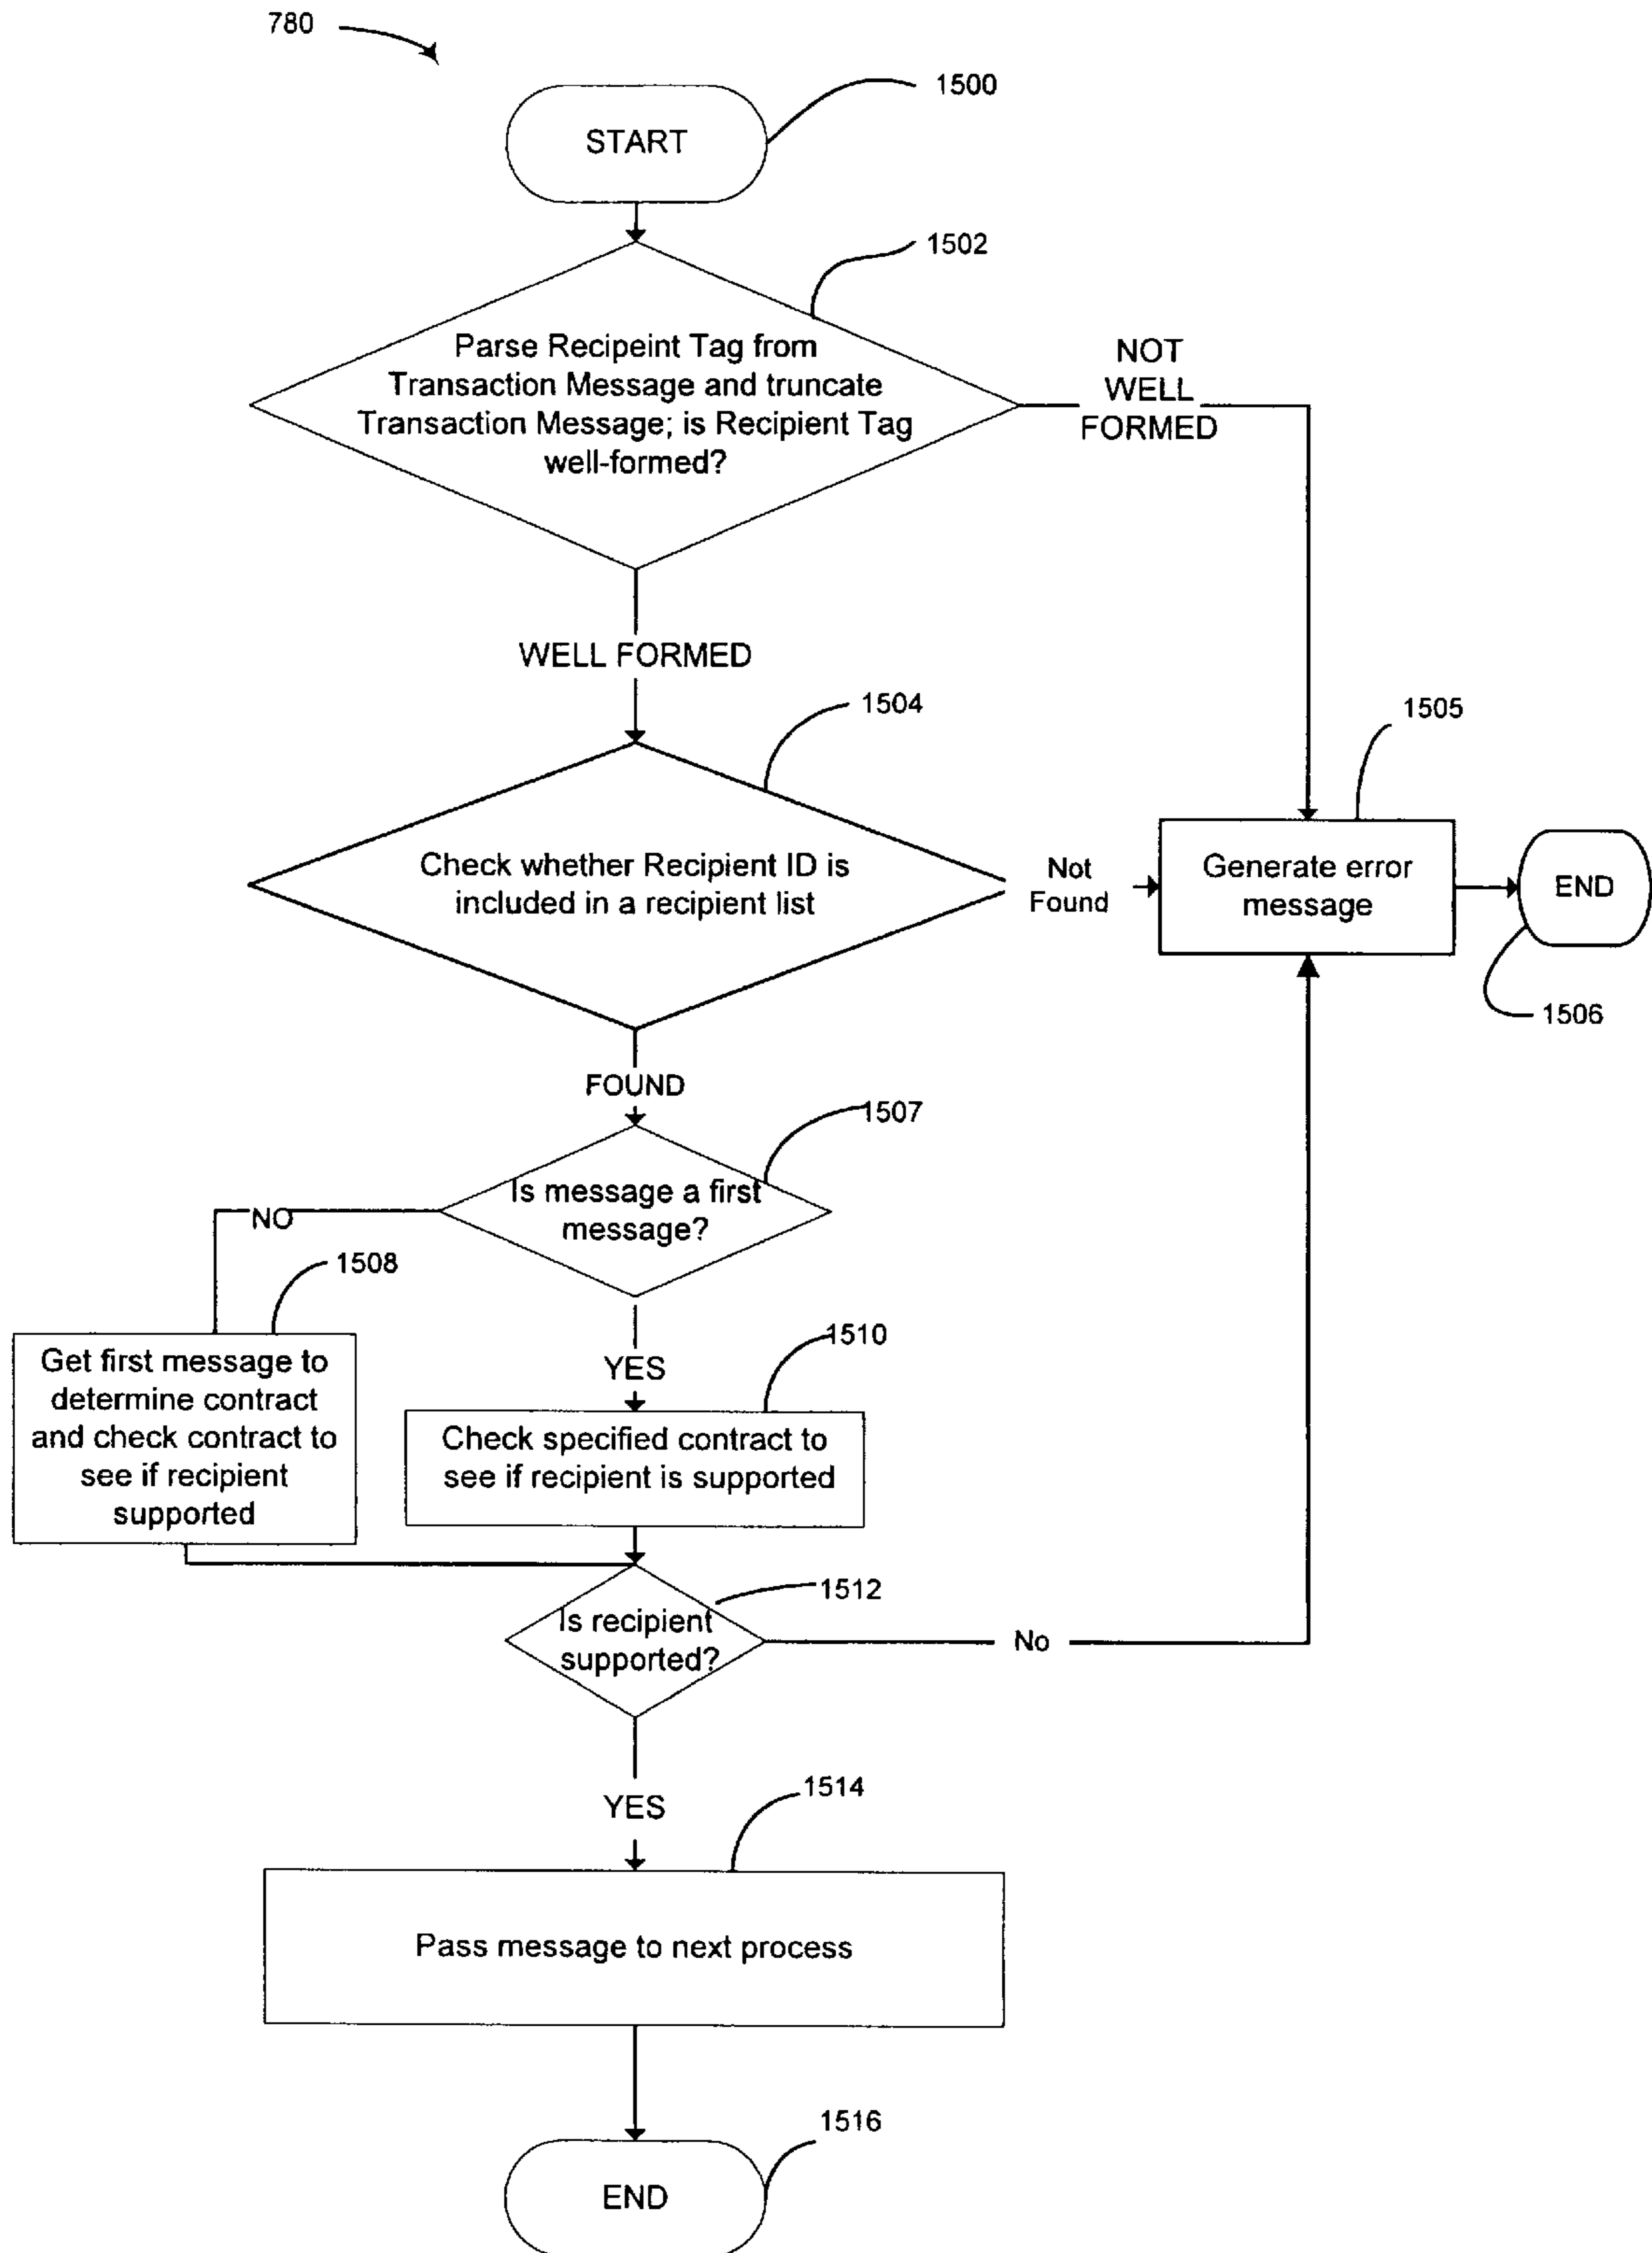 780
1500
START
1502
Parse Recipeint Tag from
Transaction Message and truncate
Transaction Message; is Recipient Tag
well-formed?
NOT
WELL
FORMED
WELL FORMED
1504
1505
Check whether Recipient ID is
included in a recipient list
Not
Found
Generate error
message
END
1506
FOUND
1507
Is message a first
message?
NO
1508
Get first message to
determine contract
and check contract to
see if recipient
supported
YES
1510
Check specified contract to
see if recipient is supported
1512
Is recipient
supported?
No
YES
1514
Pass message to next process
1516
END